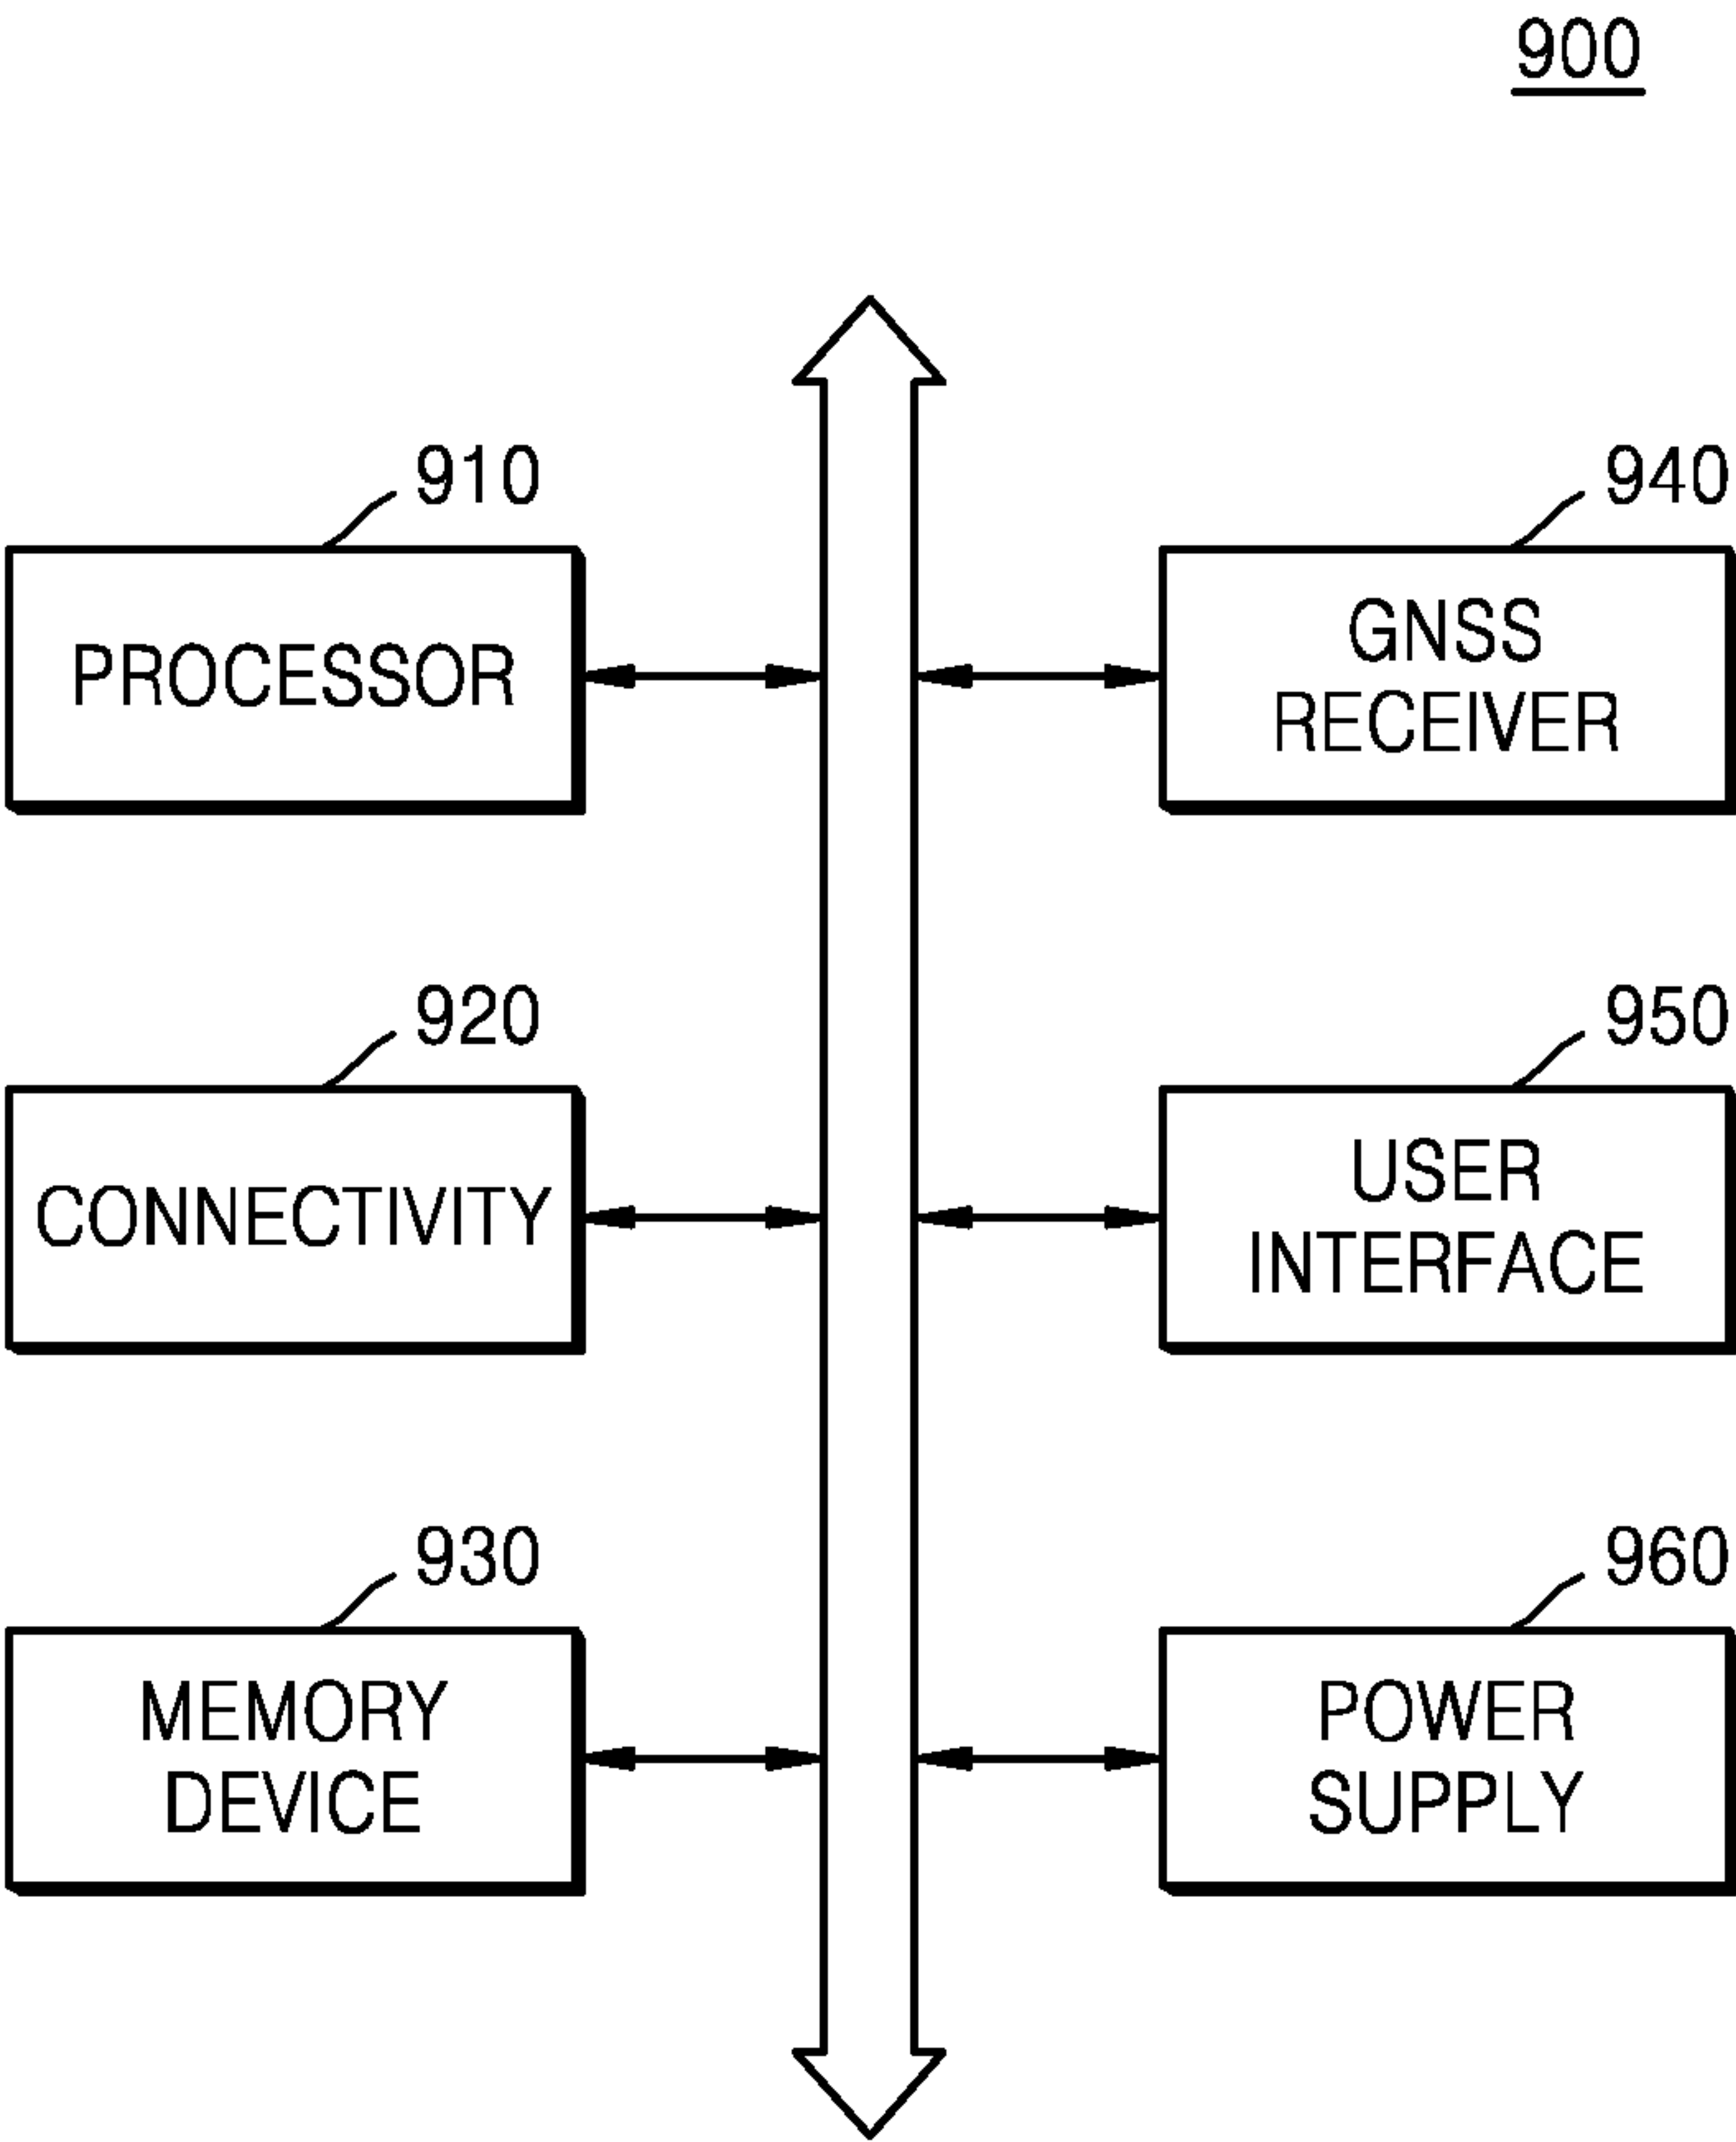 900
910
PROCESSOR
940
GNSS
RECEIVER
920
CONNECTIVITY
950
USER
INTERFACE
930
MEMORY
DEVICE
960
POWER
SUPPLY